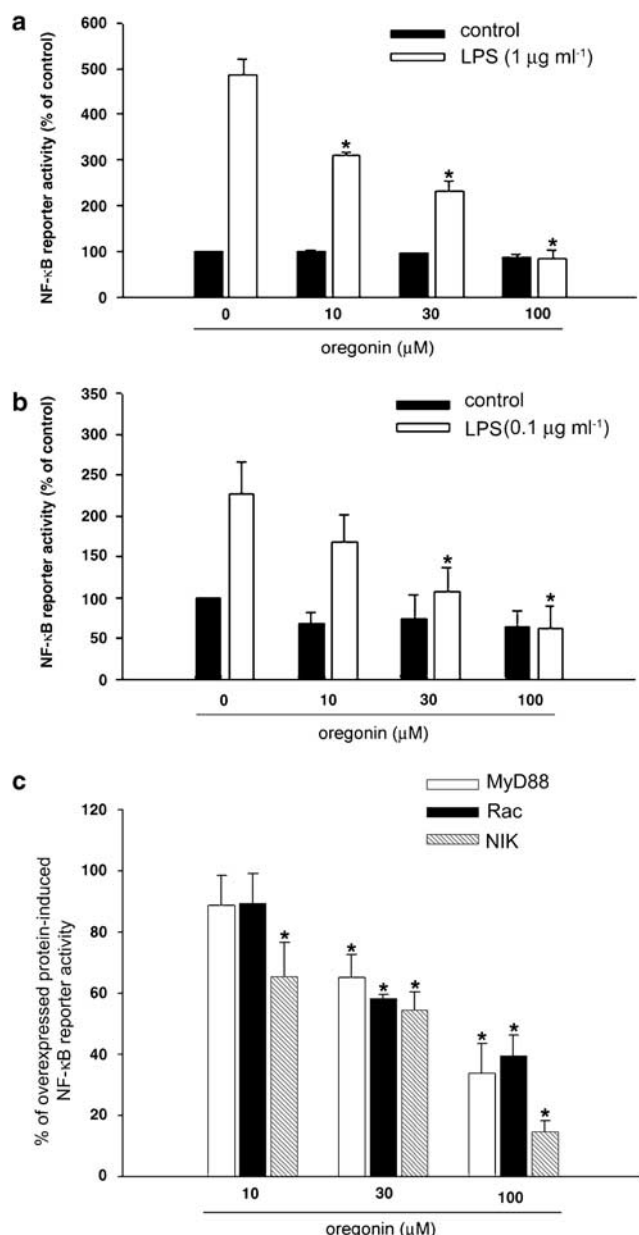 a
control
LPS (1 µg ml⁻¹)
NF-κB reporter activity (% of control)
600
500
400
300
200
100
0
0 10 30 100
* * *
oregonin (µM)
b
control
LPS(0.1 µg ml⁻¹)
NF-κB reporter activity (% of control)
350
300
250
200
150
100
50
0
* *
0 10 30 100
oregonin (µM)
c
MyD88
Rac
NIK
% of overexpressed protein-induced
NF-κB reporter activity
120
100
80
60
40
20
0
* * * * * * *
10 30 100
oregonin (µM)